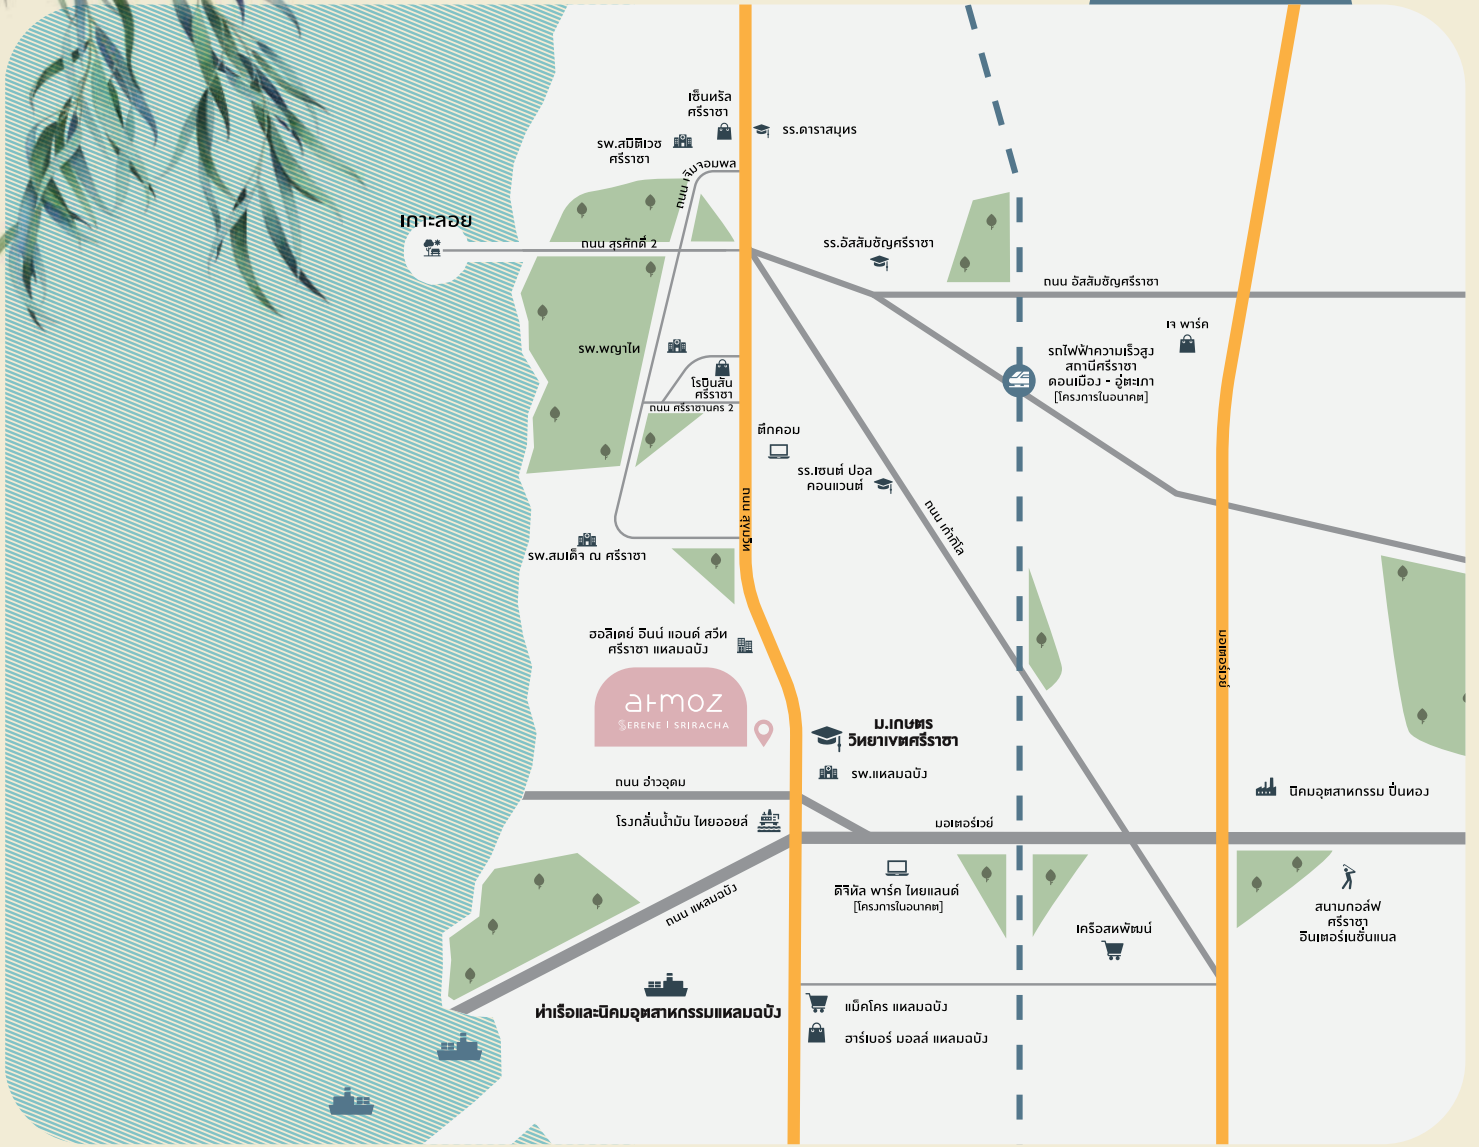 เซ็นทรัล
ศรีราชา
รร.ดาราสมุทร
รพ.สมิติเวช
ศรีราชา
ถนน เจิมจอมพล
เกาะลอย
ถนน สุรศักดิ์ 2
รร.อัสสัมชัญศรีราชา
ถนน อัสสัมชัญศรีราชา
เจ พาร์ค
รพ.พญาไท
รถไฟฟ้าความเร็วสูง
สถานีศรีราชา
ดอนเมือง - อู่ตะเภา
[โครงการในอนาคต]
โรบินสัน
ศรีราชา
ถนน ศรีราชานคร 2
ตึกคอม
รร.เซนต์ ปอล
คอนแวนต์
ถนน สุขุมวิท
ถนน เก้ากิโล
รพ.สมเด็จ ณ ศรีราชา
ฮอลิเดย์ อินน์ แอนด์ สวีท
ศรีราชา แหลมฉบัง
มอเตอร์เวย์
atmoz
SERENE | SRIRACHA
ม.เกษตร
วิทยาเขตศรีราชา
รพ.แหลมฉบัง
ถนน อ่าวอุดม
นิคมอุตสาหกรรม ปิ่นทอง
โรงกลั่นน้ำมัน ไทยออยล์
มอเตอร์เวย์
ถนน แหลมฉบัง
ดิจิทัล พาร์ค ไทยแลนด์
[โครงการในอนาคต]
สนามกอล์ฟ
ศรีราชา
อินเตอร์เนชั่นแนล
เครือสหพัฒน์
ท่าเรือและนิคมอุตสาหกรรมแหลมฉบัง
แม็คโคร แหลมฉบัง
ฮาร์เบอร์ มอลล์ แหลมฉบัง